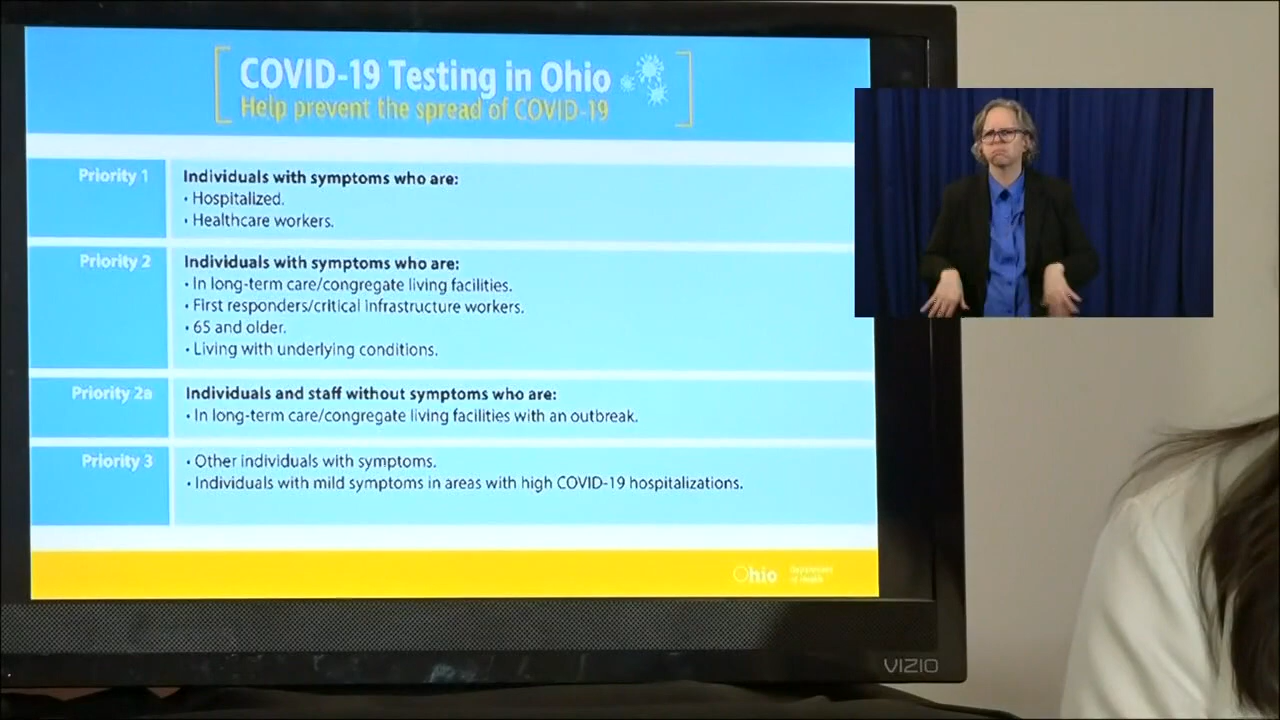 COVID-19 Testing in Ohio
Help prevent the spread of COVID-19
Priority 1
Individuals with symptoms who are:
• Hospitalized.
• Healthcare workers.
Priority 2
Individuals with symptoms who are:
• In long-term care/congregate living facilities.
• First responders/critical infrastructure workers.
• 65 and older.
• Living with underlying conditions.
Priority 2a
Individuals and staff without symptoms who are:
• In long-term care/congregate living facilities with an outbreak.
Priority 3
• Other individuals with symptoms.
• Individuals with mild symptoms in areas with high COVID-19 hospitalizations.
Ohio
Department
of Health
VIZIO